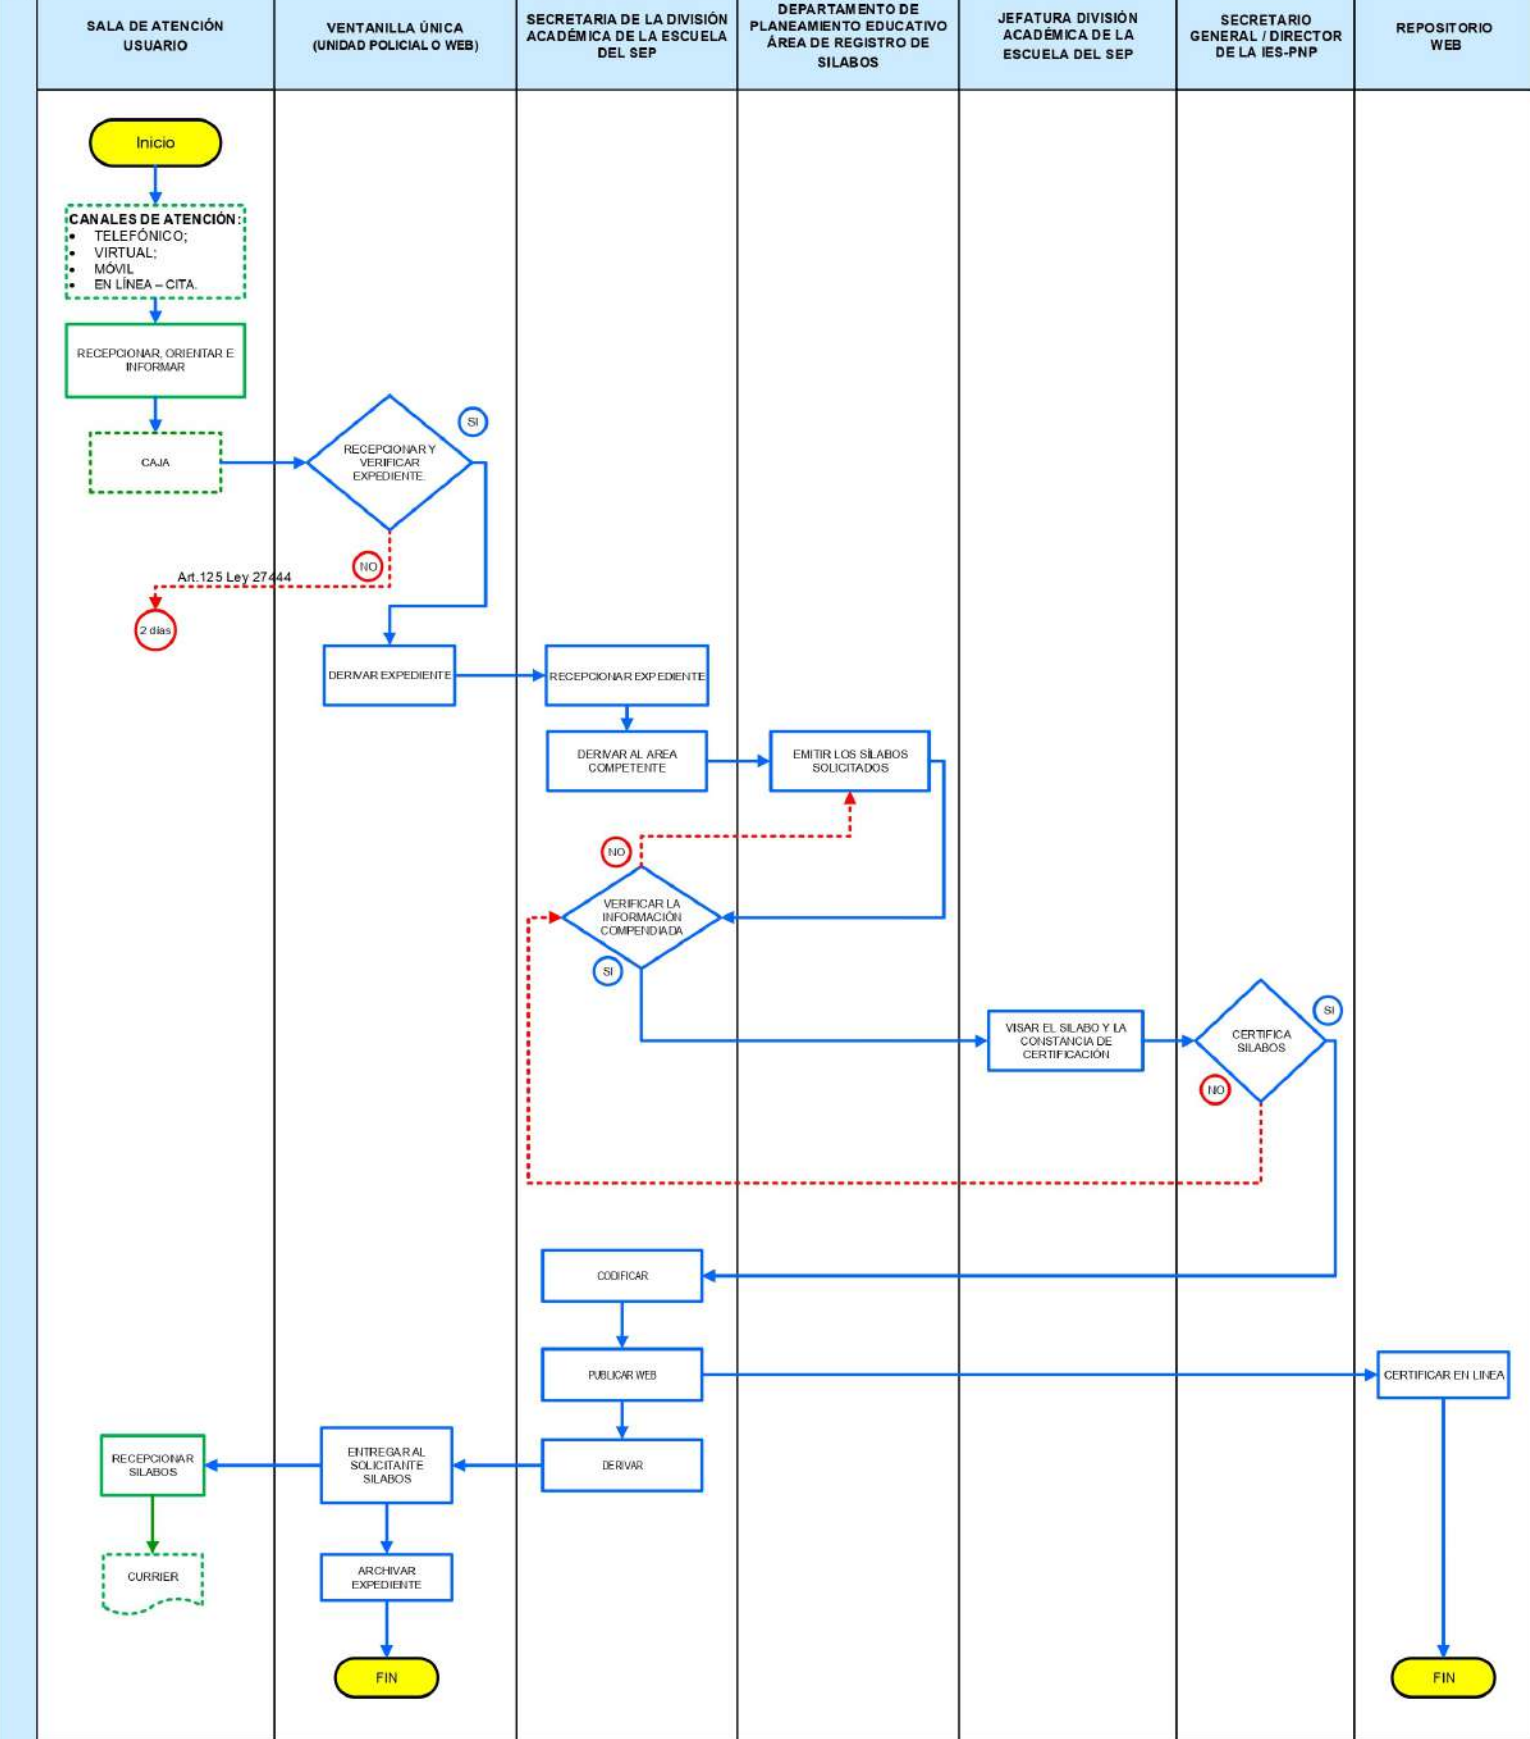 SALA DE ATENCIÓN
USUARIO
VENTANILLA ÚNICA
(UNIDAD POLICIAL O WEB)
SECRETARIA DE LA DIVISIÓN
ACADÉMICA DE LA ESCUELA
DEL SEP
DEPARTAMENTO DE
PLANEAMIENTO EDUCATIVO
ÁREA DE REGISTRO DE
SILABOS
JEFATURA DIVISIÓN
ACADÉMICA DE LA
ESCUELA DEL SEP
SECRETARIO
GENERAL / DIRECTOR
DE LA IES-PNP
REPOSITORIO
WEB
Inicio
CANALES DE ATENCIÓN:
• TELEFÓNICO;
• VIRTUAL;
• MÓVIL
• EN LÍNEA – CITA.
RECEPCIONAR, ORIENTAR E
INFORMAR
CAJA
RECEPCIONAR Y
VERIFICAR
EXPEDIENTE.
SI
NO
Art.125 Ley 27444
2 días
DERIVAR EXPEDIENTE
RECEPCIONAR EXPEDIENTE
DERIVAR AL AREA
COMPETENTE
EMITIR LOS SÍLABOS
SOLICITADOS
NO
VERIFICAR LA
INFORMACIÓN
COMPENDIADA
SI
VISAR EL SILABO Y LA
CONSTANCIA DE
CERTIFICACIÓN
CERTIFICA
SILABOS
SI
NO
CODIFICAR
PUBLICAR WEB
CERTIFICAR EN LINEA
DERIVAR
ENTREGAR AL
SOLICITANTE
SILABOS
RECEPCIONAR
SILABOS
CURRIER
ARCHIVAR
EXPEDIENTE
FIN
FIN